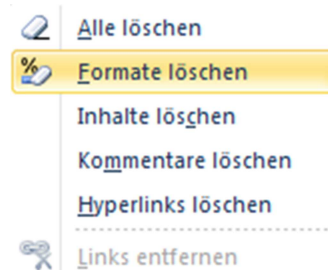 Alle löschen
% Formate löschen
Inhalte löschen
Kommentare löschen
Hyperlinks löschen
Links entfernen